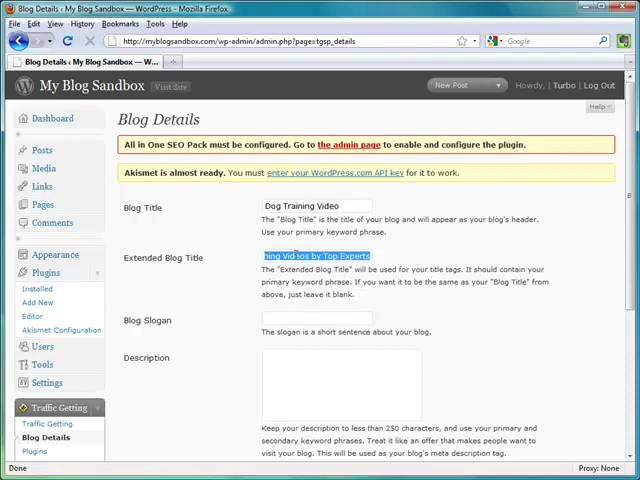 Blog Details ‹ My Blog Sandbox — WordPress - Mozilla Firefox
File Edit View History Bookmarks Tools Help
http://myblogsandbox.com/wp-admin/admin.php?page=tgsp_details
Google
Blog Details ‹ My Blog Sandbox — W...
My Blog Sandbox Visit Site New Post Howdy, Turbo | Log Out
Help
Dashboard
Posts
Media
Links
Pages
Comments
Appearance
Plugins
Installed
Add New
Editor
Akismet Configuration
Users
Tools
Settings
Traffic Getting
Traffic Getting
Blog Details
Plugins
Blog Details
All in One SEO Pack must be configured. Go to the admin page to enable and configure the plugin.
Akismet is almost ready. You must enter your WordPress.com API key for it to work.
Blog Title
Dog Training Video
The "Blog Title" is the title of your blog and will appear as your blog's header.
Use your primary keyword phrase.
Extended Blog Title
ning Videos by Top Experts
The "Extended Blog Title" will be used for your title tags. It should contain your
primary keyword phrase. If you want it to be the same as your "Blog Title" from
above, just leave it blank.
Blog Slogan
The slogan is a short sentence about your blog.
Description
Keep your description to less than 250 characters, and use your primary and
secondary keyword phrases. Treat it like an offer that makes people want to
visit your blog. This will be used as your blog's meta description tag.
Done
Proxy: None